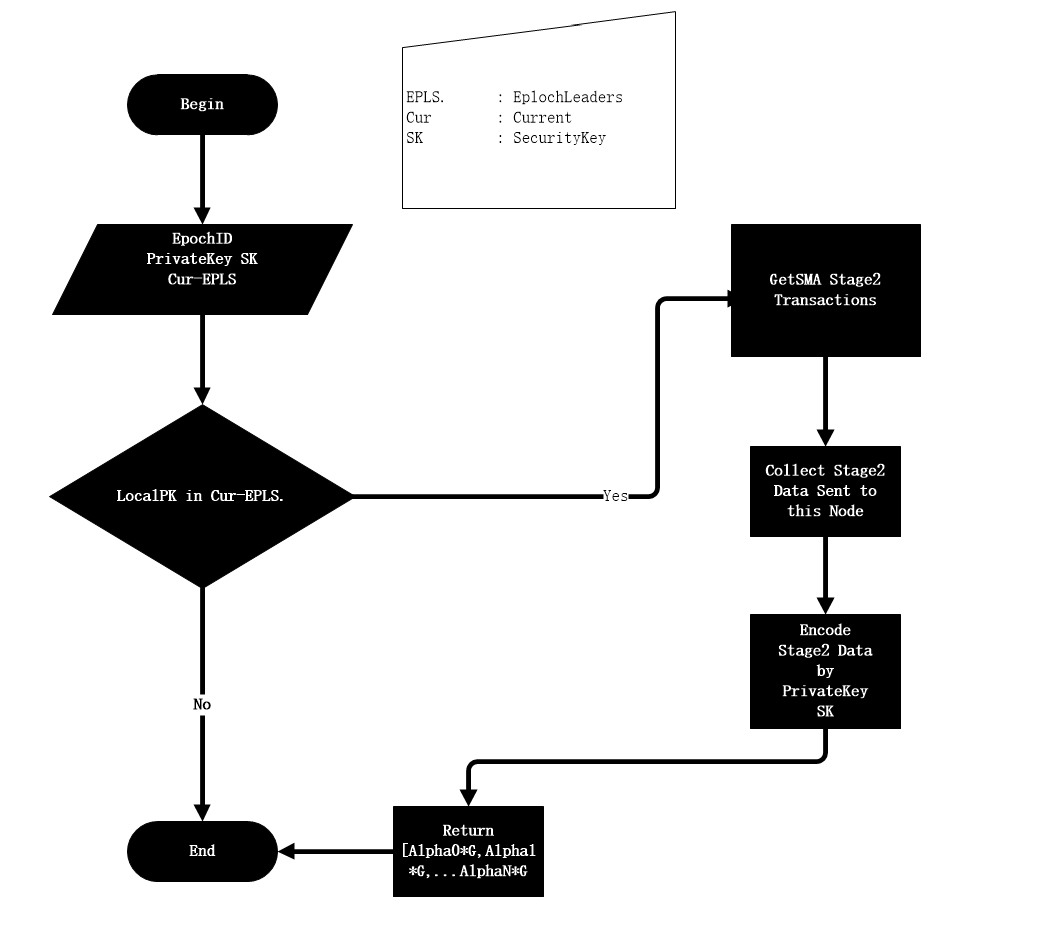 EPLS. : EplochLeaders
Cur : Current
SK : SecurityKey
Begin
EpochID
PrivateKey SK
Cur-EPLS
LocalPK in Cur-EPLS.
Yes
No
GetSMA Stage2
Transactions
Collect Stage2
Data Sent to
this Node
Encode
Stage2 Data
by
PrivateKey
SK
Return
[Alpha0*G,Alpha1
*G,...AlphaN*G
End